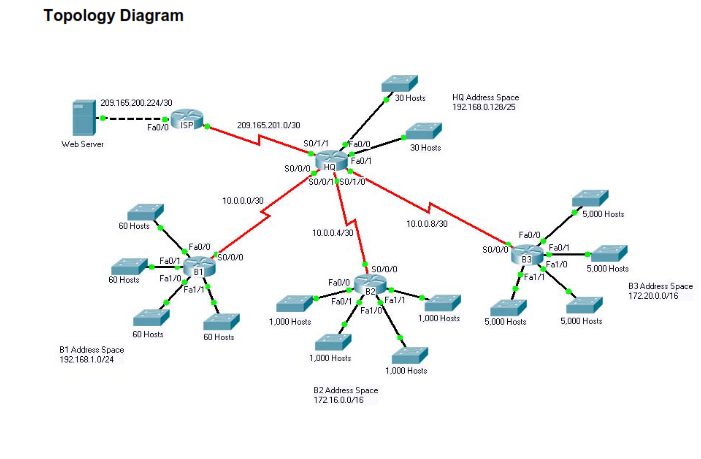 Topology Diagram
209.165.200.224/30
Fa0/0
ISP
Web Server
209.165.201.0/30
30 Hosts
HQ Address Space
192.168.0.128/25
30 Hosts
S0/1/1
Fa0/0
Fa0/1
S0/0/0
HQ
S0/0/1
S0/1/0
10.0.0.0/30
10.0.0.4/30
10.0.0.8/30
60 Hosts
Fa0/0
S0/0/0
Fa0/1
B1
60 Hosts
Fa1/0
Fa1/1
60 Hosts
60 Hosts
B1 Address Space
192.168.1.0/24
S0/0/0
Fa0/0
B2
Fa0/1
Fa1/1
Fa1/0
1,000 Hosts
1,000 Hosts
1,000 Hosts
1,000 Hosts
B2 Address Space
172.16.0.0/16
5,000 Hosts
Fa0/0
S0/0/0
Fa0/1
B3
Fa1/0
5,000 Hosts
Fa1/1
B3 Address Space
172.20.0.0/16
5,000 Hosts
5,000 Hosts